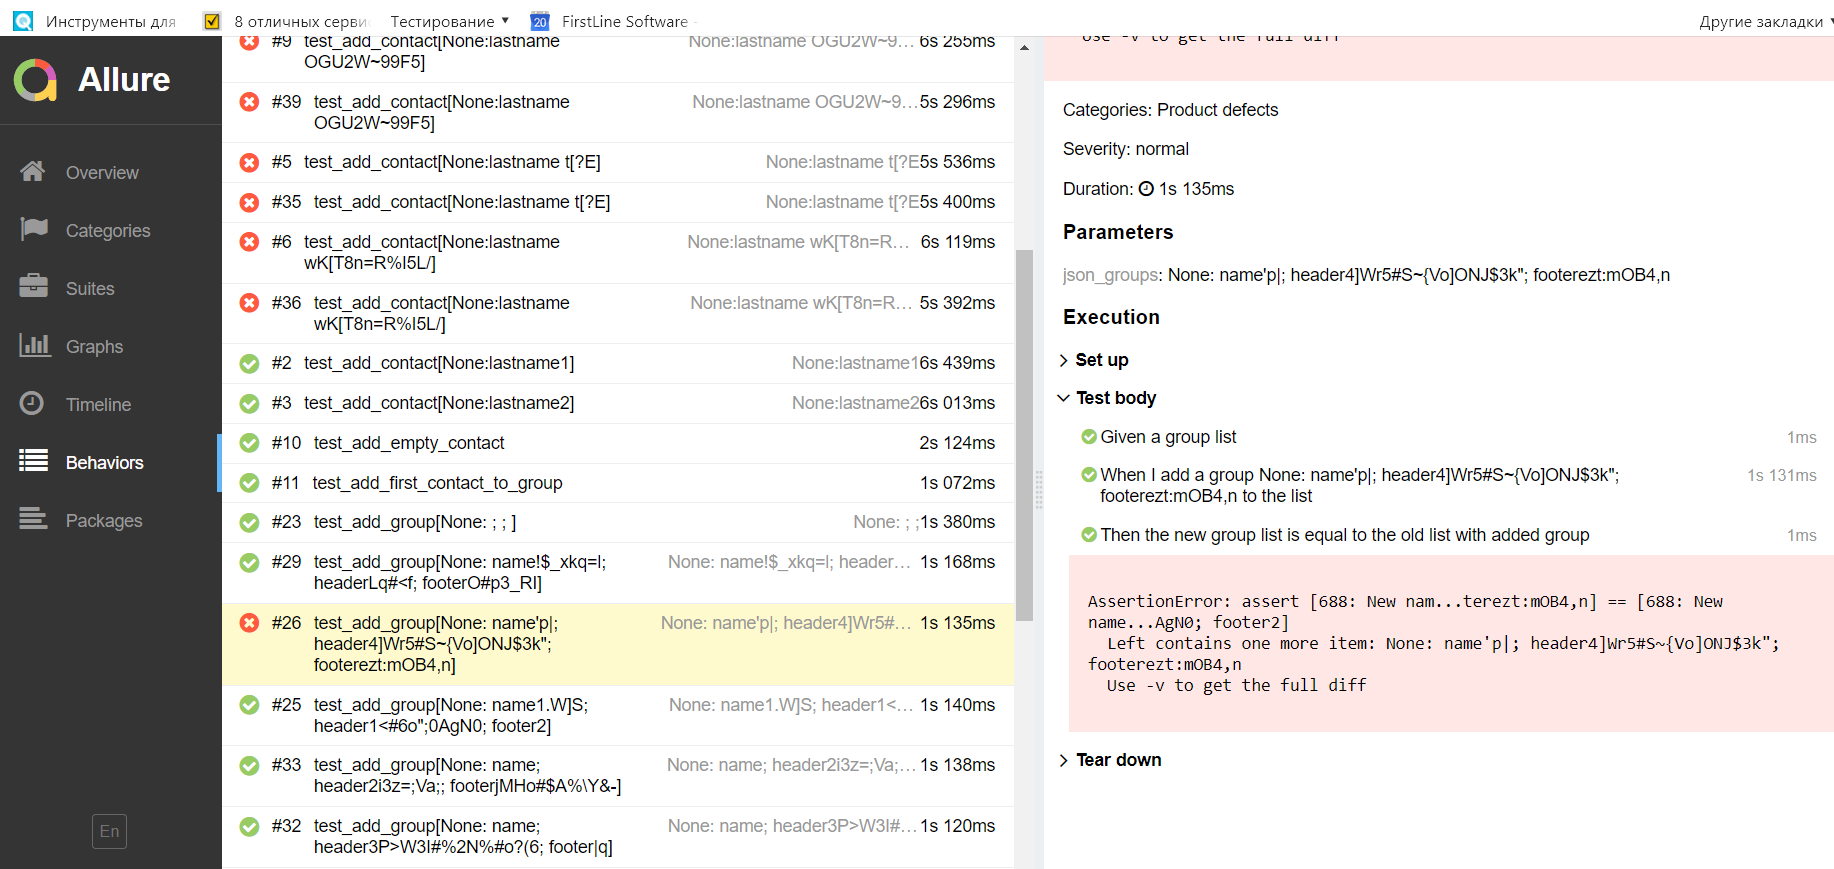 Инструменты для
8 отличных серви
Тестирование
20
FirstLine Software
Другие закладки
Allure
Overview
Categories
Suites
Graphs
Timeline
Behaviors
Packages
En
#9 test_add_contact[None:lastname OGU2W~9... 6s 255ms
OGU2W~99F5]
#39 test_add_contact[None:lastname None:lastname OGU2W~9... 5s 296ms
OGU2W~99F5]
#5 test_add_contact[None:lastname t[?E] None:lastname t[?E 5s 536ms
#35 test_add_contact[None:lastname t[?E] None:lastname t[?E 5s 400ms
#6 test_add_contact[None:lastname None:lastname wK[T8n=R... 6s 119ms
wK[T8n=R%I5L/]
#36 test_add_contact[None:lastname None:lastname wK[T8n=R... 5s 392ms
wK[T8n=R%I5L/]
#2 test_add_contact[None:lastname1] None:lastname1 6s 439ms
#3 test_add_contact[None:lastname2] None:lastname2 6s 013ms
#10 test_add_empty_contact 2s 124ms
#11 test_add_first_contact_to_group 1s 072ms
#23 test_add_group[None: ; ; ] None: ; ; 1s 380ms
#29 test_add_group[None: name!$_xkq=l; None: name!$_xkq=l; header... 1s 168ms
headerLq#<f; footerO#p3_RI]
#26 test_add_group[None: name'p|; None: name'p|; header4]Wr5#... 1s 135ms
header4]Wr5#S~{Vo]ONJ$3k";
footerezt:mOB4,n]
#25 test_add_group[None: name1.W]S; None: name1.W]S; header1<... 1s 140ms
header1<#6o";0AgN0; footer2]
#33 test_add_group[None: name; None: name; header2i3z=;Va;... 1s 138ms
header2i3z=;Va;; footerjMHo#$A%\Y&-]
#32 test_add_group[None: name; None: name; header3P>W3I#... 1s 120ms
header3P>W3I#%2N%#o?(6; footer|q]
Use -v to get the full diff
Categories: Product defects
Severity: normal
Duration: 1s 135ms
Parameters
json_groups: None: name'p|; header4]Wr5#S~{Vo]ONJ$3k"; footerezt:mOB4,n
Execution
Set up
Test body
Given a group list 1ms
When I add a group None: name'p|; header4]Wr5#S~{Vo]ONJ$3k"; 1s 131ms
footerezt:mOB4,n to the list
Then the new group list is equal to the old list with added group 1ms
AssertionError: assert [688: New nam...terezt:mOB4,n] == [688: New
name...AgN0; footer2]
Left contains one more item: None: name'p|; header4]Wr5#S~{Vo]ONJ$3k";
footerezt:mOB4,n
Use -v to get the full diff
Tear down